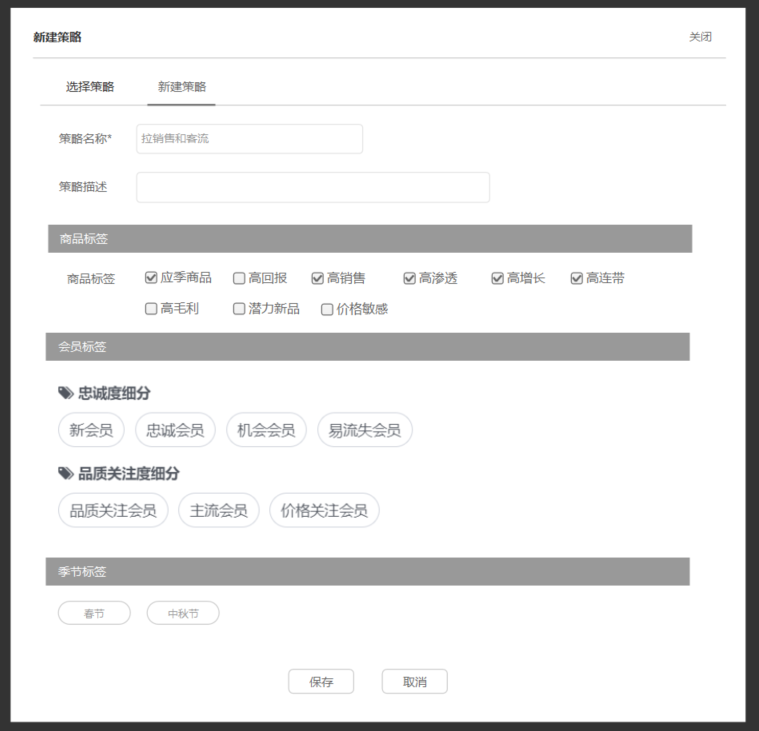 新建策略 关闭
选择策略 新建策略
策略名称* 拉销售和客流
策略描述
商品标签
商品标签 应季商品 高回报 高销售 高渗透 高增长 高连带
高毛利 潜力新品 价格敏感
会员标签
忠诚度细分
新会员 忠诚会员 机会会员 易流失会员
品质关注度细分
品质关注会员 主流会员 价格关注会员
季节标签
春节 中秋节
保存 取消